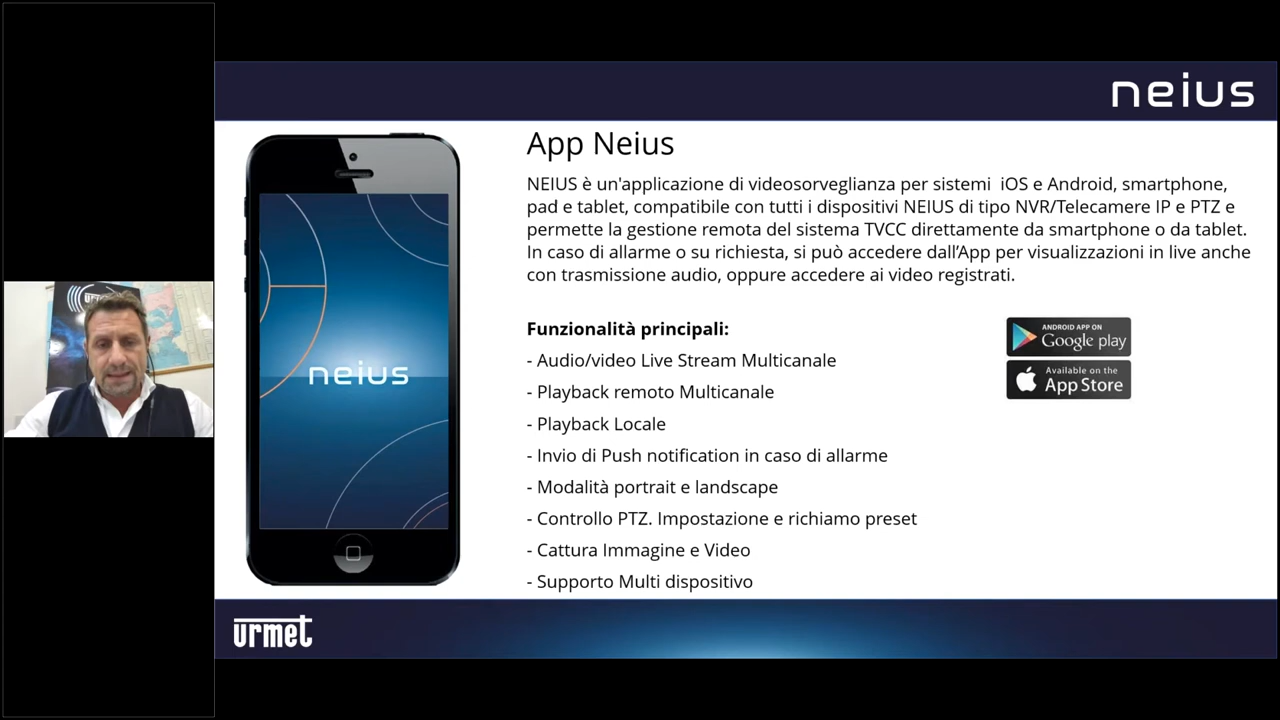 neius
App Neius
NEIUS è un'applicazione di videosorveglianza per sistemi iOS e Android, smartphone,
pad e tablet, compatibile con tutti i dispositivi NEIUS di tipo NVR/Telecamere IP e PTZ e
permette la gestione remota del sistema TVCC direttamente da smartphone o da tablet.
In caso di allarme o su richiesta, si può accedere dall'App per visualizzazioni in live anche
con trasmissione audio, oppure accedere ai video registrati.
Funzionalità principali:
- Audio/video Live Stream Multicanale
- Playback remoto Multicanale
- Playback Locale
- Invio di Push notification in caso di allarme
- Modalità portrait e landscape
- Controllo PTZ. Impostazione e richiamo preset
- Cattura Immagine e Video
- Supporto Multi dispositivo
ANDROID APP ON
Google play
Available on the
App Store
neius
urmet
urmet